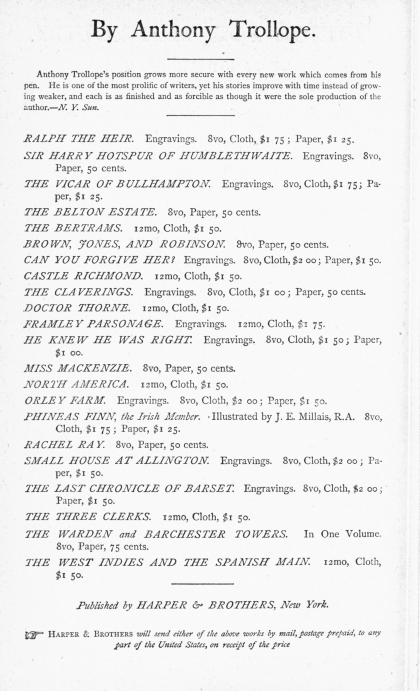 By Anthony Trollope.
Anthony Trollope's position grows more secure with every new work which comes from his
pen. He is one of the most prolific of writers, yet his stories improve with time instead of grow-
ing weaker, and each is as finished and as forcible as though it were the sole production of the
author.—N. Y. Sun.
RALPH THE HEIR. Engravings. 8vo, Cloth, $1 75; Paper, $1 25.
SIR HARRY HOTSPUR OF HUMBLETHWAITE. Engravings. 8vo,
Paper, 50 cents.
THE VICAR OF BULLHAMPTON. Engravings. 8vo, Cloth, $1 75; Pa-
per, $1 25.
THE BELTON ESTATE. 8vo, Paper, 50 cents.
THE BERTRAMS. 12mo, Cloth, $1 50.
BROWN, JONES, AND ROBINSON. 8vo, Paper, 50 cents.
CAN YOU FORGIVE HER? Engravings. 8vo, Cloth, $2 00; Paper, $1 50.
CASTLE RICHMOND. 12mo, Cloth, $1 50.
THE CLAVERINGS. Engravings. 8vo, Cloth, $1 00; Paper, 50 cents.
DOCTOR THORNE. 12mo, Cloth, $1 50.
FRAMLEY PARSONAGE. Engravings. 12mo, Cloth, $1 75.
HE KNEW HE WAS RIGHT. Engravings. 8vo, Cloth, $1 50; Paper,
$1 00.
MISS MACKENZIE. 8vo, Paper, 50 cents.
NORTH AMERICA. 12mo, Cloth, $1 50.
ORLEY FARM. Engravings. 8vo, Cloth, $2 00; Paper, $1 50.
PHINEAS FINN, the Irish Member. Illustrated by J. E. Millais, R.A. 8vo,
Cloth, $1 75; Paper, $1 25.
RACHEL RAY. 8vo, Paper, 50 cents.
SMALL HOUSE AT ALLINGTON. Engravings. 8vo, Cloth, $2 00; Pa-
per, $1 50.
THE LAST CHRONICLE OF BARSET. Engravings. 8vo, Cloth, $2 00;
Paper, $1 50.
THE THREE CLERKS. 12mo, Cloth, $1 50.
THE WARDEN and BARCHESTER TOWERS. In One Volume.
8vo, Paper, 75 cents.
THE WEST INDIES AND THE SPANISH MAIN. 12mo, Cloth,
$1 50.
Published by HARPER & BROTHERS, New York.
☞ HARPER & BROTHERS will send either of the above works by mail, postage prepaid, to any
part of the United States, on receipt of the price